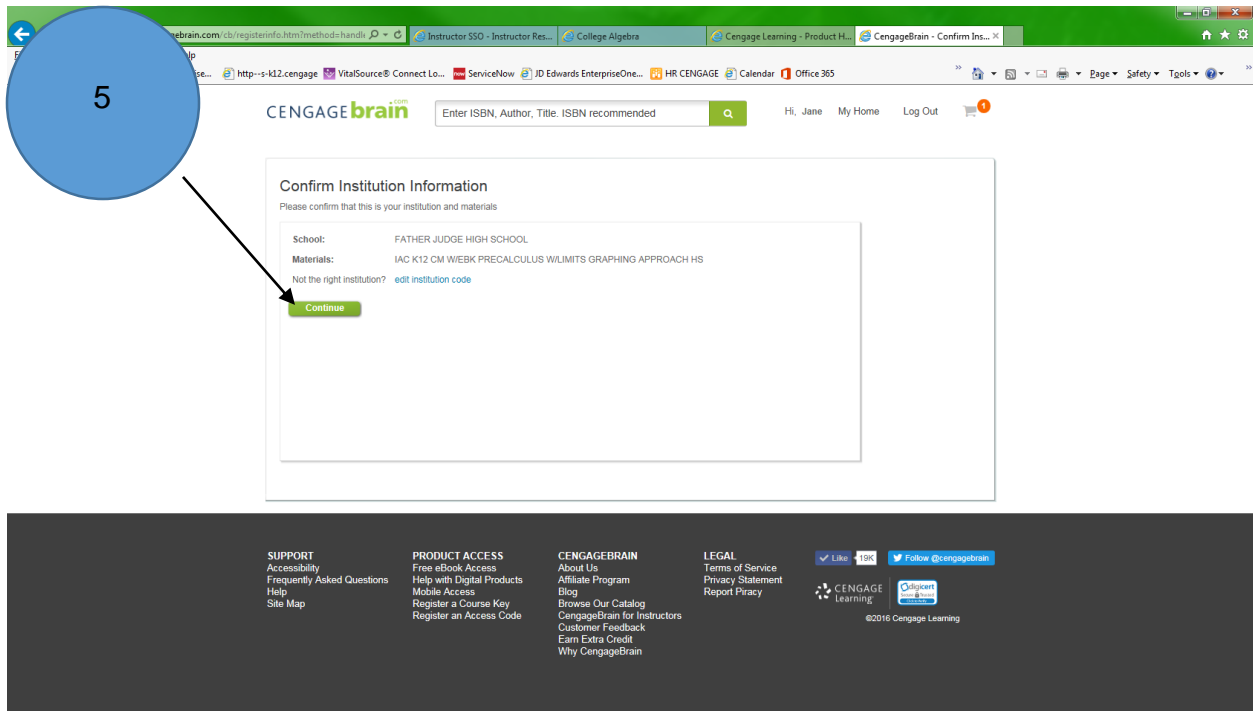 5
ebrain.com/cb/registerinfo.htm?method=handl
Instructor SSO - Instructor Res...
College Algebra
Cengage Learning - Product H...
CengageBrain - Confirm Ins...
http--s-k12.cengage
VitalSource® Connect Lo...
ServiceNow
JD Edwards EnterpriseOne...
HR CENGAGE
Calendar
Office 365
Page
Safety
Tools
CENGAGEbrain.com
Enter ISBN, Author, Title. ISBN recommended
Hi, Jane
My Home
Log Out
1
Confirm Institution Information
Please confirm that this is your institution and materials
School: FATHER JUDGE HIGH SCHOOL
Materials: IAC K12 CM W/EBK PRECALCULUS W/LIMITS GRAPHING APPROACH HS
Not the right institution? edit institution code
Continue
SUPPORT
Accessibility
Frequently Asked Questions
Help
Site Map
PRODUCT ACCESS
Free eBook Access
Help with Digital Products
Mobile Access
Register a Course Key
Register an Access Code
CENGAGEBRAIN
About Us
Affiliate Program
Blog
Browse Our Catalog
CengageBrain for Instructors
Customer Feedback
Earn Extra Credit
Why CengageBrain
LEGAL
Terms of Service
Privacy Statement
Report Piracy
Like 19K
Follow @cengagebrain
CENGAGE
Learning
digicert
©2016 Cengage Learning